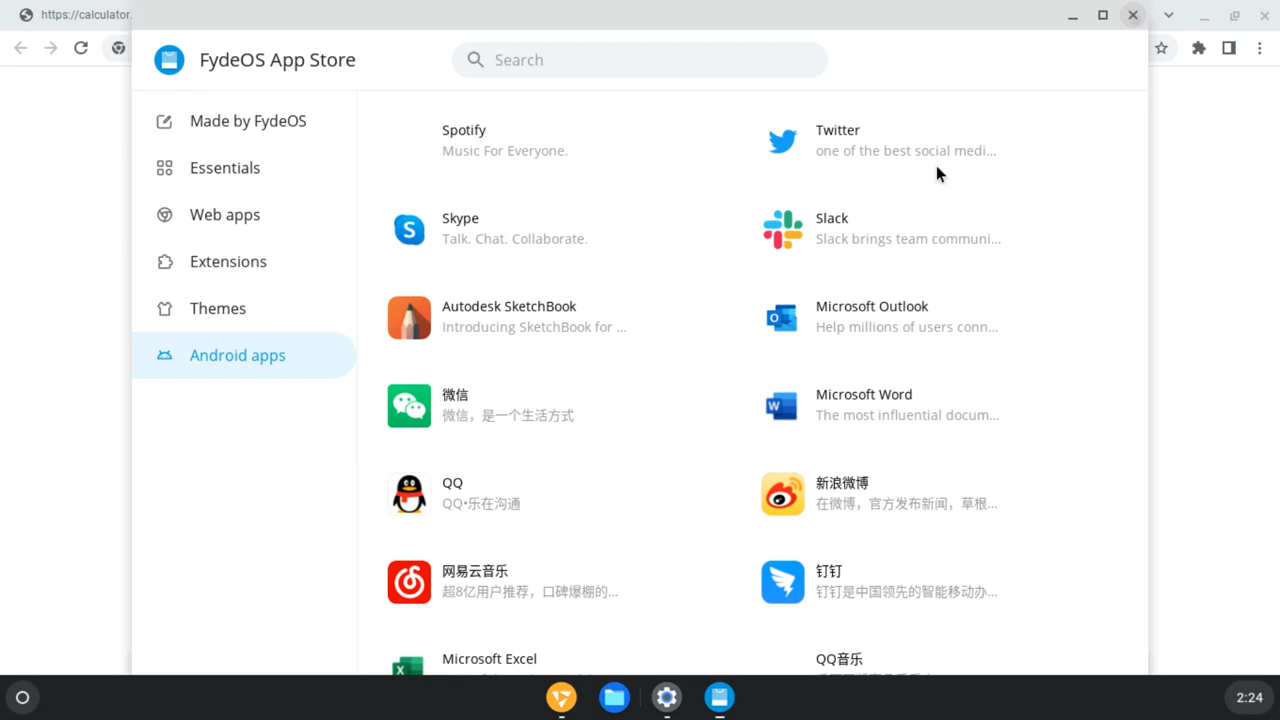 https://calculator.
FydeOS App Store
Search
Made by FydeOS
Essentials
Web apps
Extensions
Themes
Android apps
Spotify
Music For Everyone.
Twitter
one of the best social medi...
Skype
Talk. Chat. Collaborate.
Slack
Slack brings team communi...
Autodesk SketchBook
Introducing SketchBook for ...
Microsoft Outlook
Help millions of users conn...
微信
微信，是一个生活方式
Microsoft Word
The most influential docum...
QQ
QQ•乐在沟通
新浪微博
在微博，官方发布新闻，草根...
网易云音乐
超8亿用户推荐，口碑爆棚的...
钉钉
钉钉是中国领先的智能移动办...
Microsoft Excel
QQ音乐
2:24